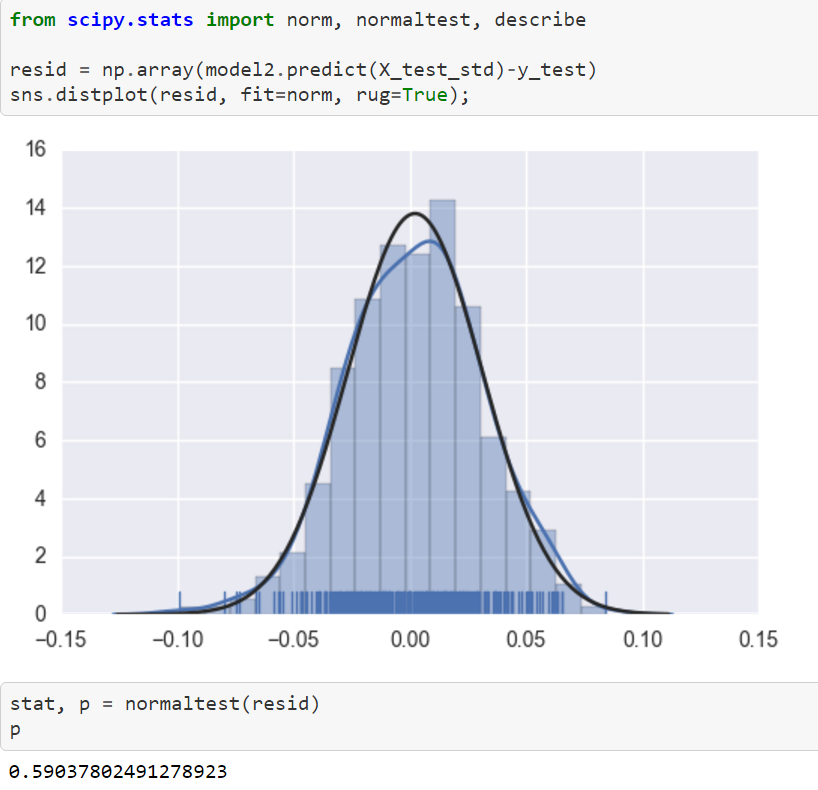 from scipy.stats import norm, normaltest, describe
resid = np.array(model2.predict(X_test_std)-y_test)
sns.distplot(resid, fit=norm, rug=True);
16
14
12
10
8
6
4
2
0
−0.15 −0.10 −0.05 0.00 0.05 0.10 0.15
stat, p = normaltest(resid)
p
0.59037802491278923